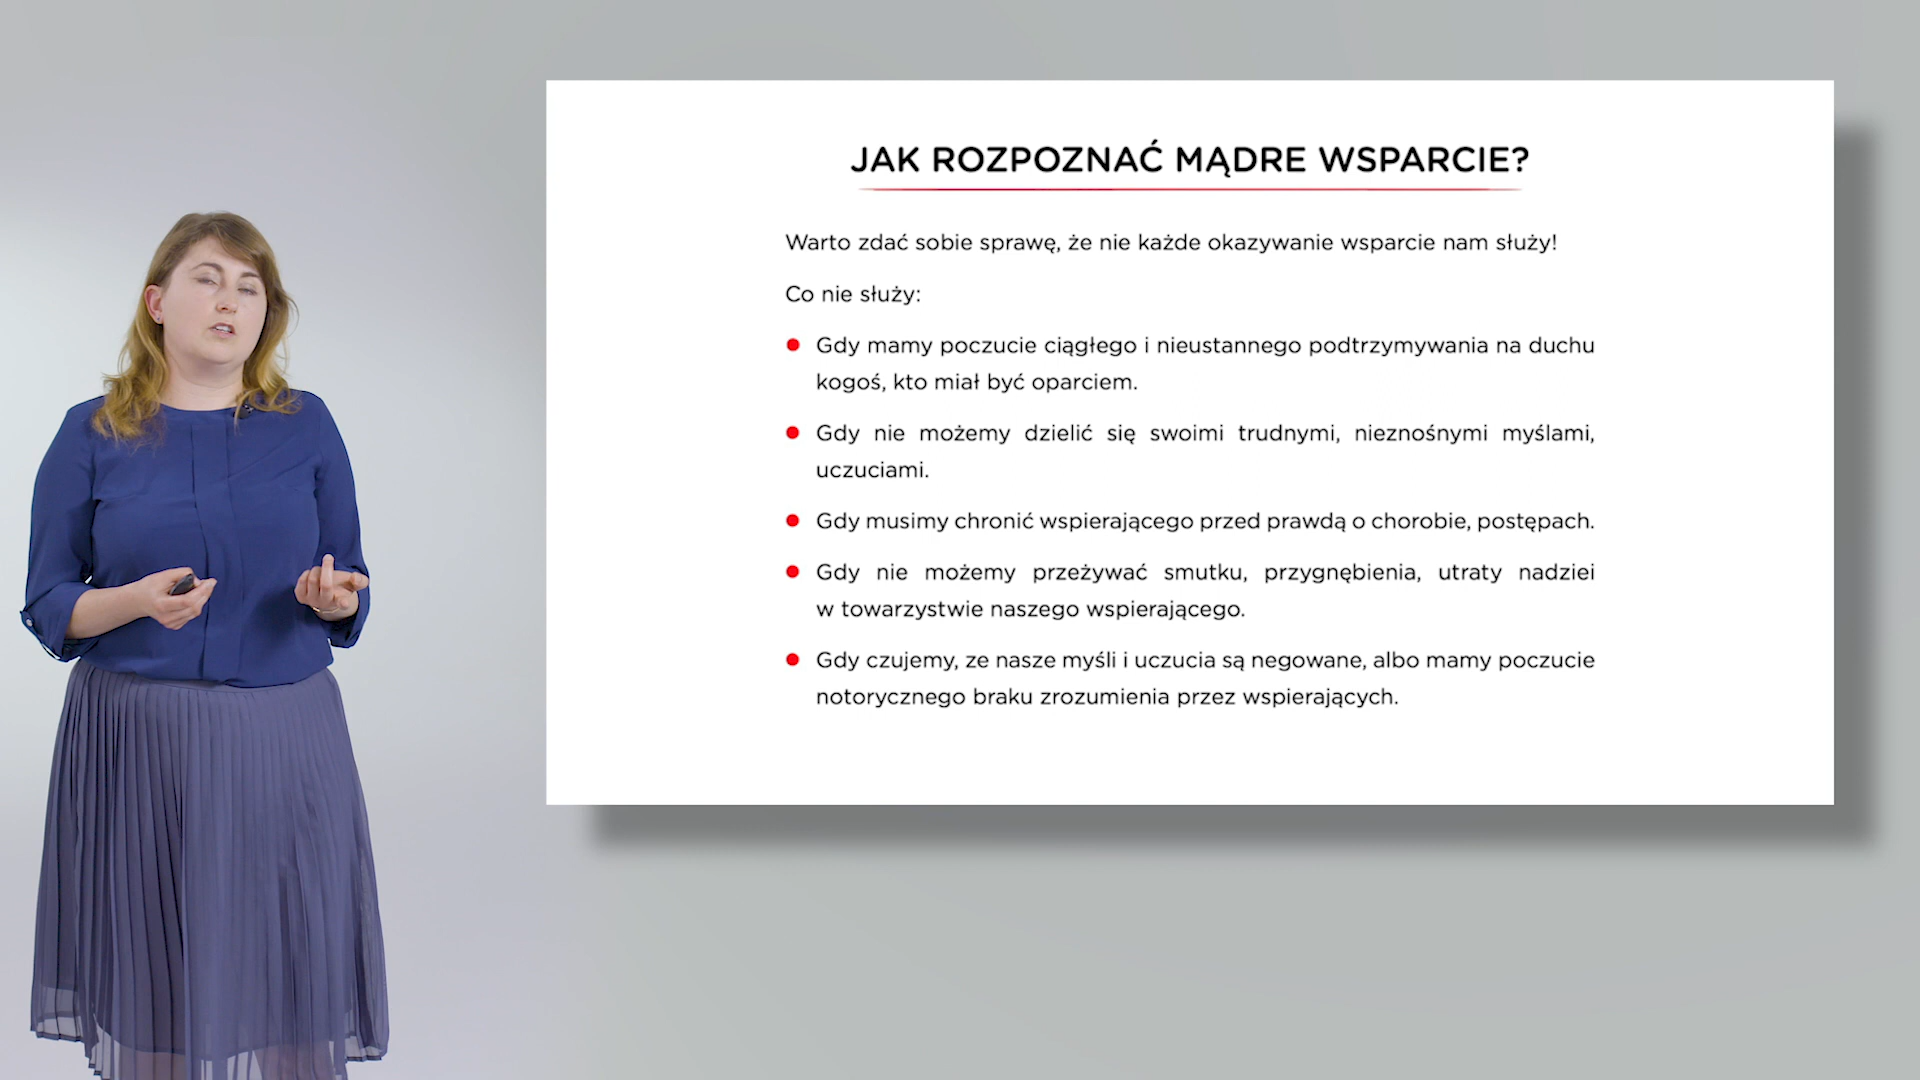 JAK ROZPOZNAĆ MĄDRE WSPARCIE?
Warto zdać sobie sprawę, że nie każde okazywanie wsparcie nam służy!
Co nie służy:
Gdy mamy poczucie ciągłego i nieustannego podtrzymywania na duchu
kogoś, kto miał być oparciem.
Gdy nie możemy dzielić się swoimi trudnymi, nieznośnymi myślami,
uczuciami.
Gdy musimy chronić wspierającego przed prawdą o chorobie, postępach.
Gdy nie możemy przeżywać smutku, przygnębienia, utraty nadziei
w towarzystwie naszego wspierającego.
Gdy czujemy, ze nasze myśli i uczucia są negowane, albo mamy poczucie
notorycznego braku zrozumienia przez wspierających.